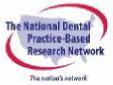 The National Dental
Practice-Based
Research Network
The nation's network